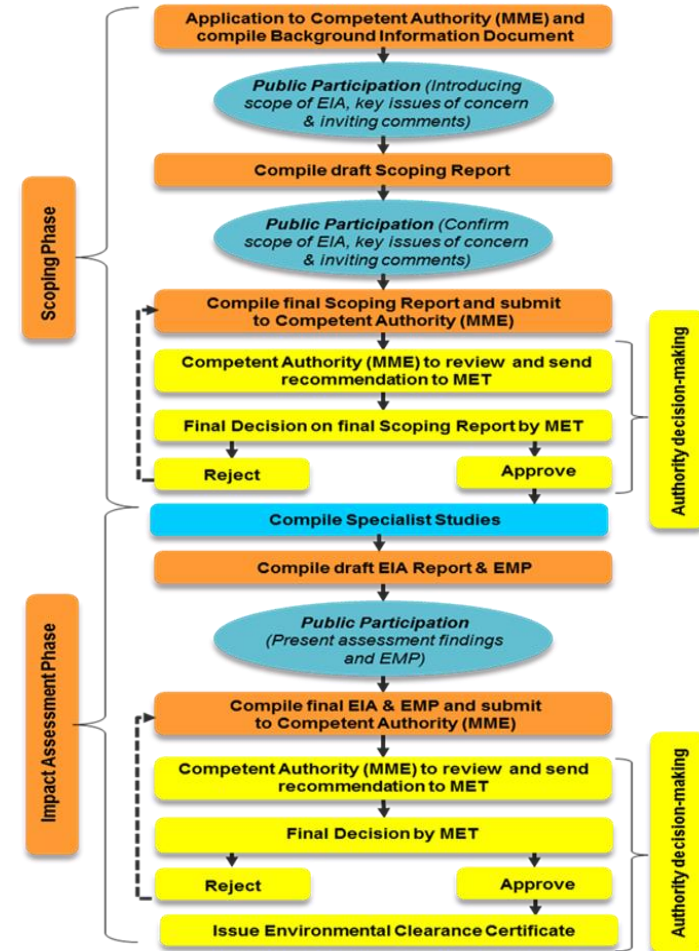 Application to Competent Authority (MME) and
compile Background Information Document
Public Participation (Introducing
scope of EIA, key issues of concern
& inviting comments)
Compile draft Scoping Report
Public Participation (Confirm
scope of EIA, key issues of concern
& inviting comments)
Scoping Phase
Compile final Scoping Report and submit
to Competent Authority (MME)
Competent Authority (MME) to review and send
recommendation to MET
Final Decision on final Scoping Report by MET
Reject
Approve
Authority decision-making
Compile Specialist Studies
Compile draft EIA Report & EMP
Public Participation
(Present assessment findings
and EMP)
Impact Assessment Phase
Compile final EIA & EMP and submit
to Competent Authority (MME)
Competent Authority (MME) to review and send
recommendation to MET
Final Decision by MET
Reject
Approve
Issue Environmental Clearance Certificate
Authority decision-making